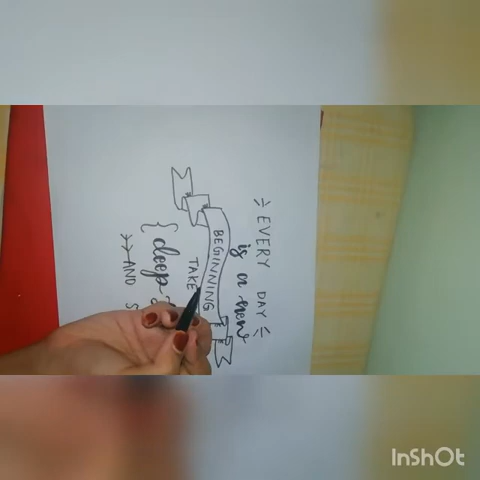 EVERY DAY
is a new
BEGINNING
TAKE
deep
AND S
InShOt